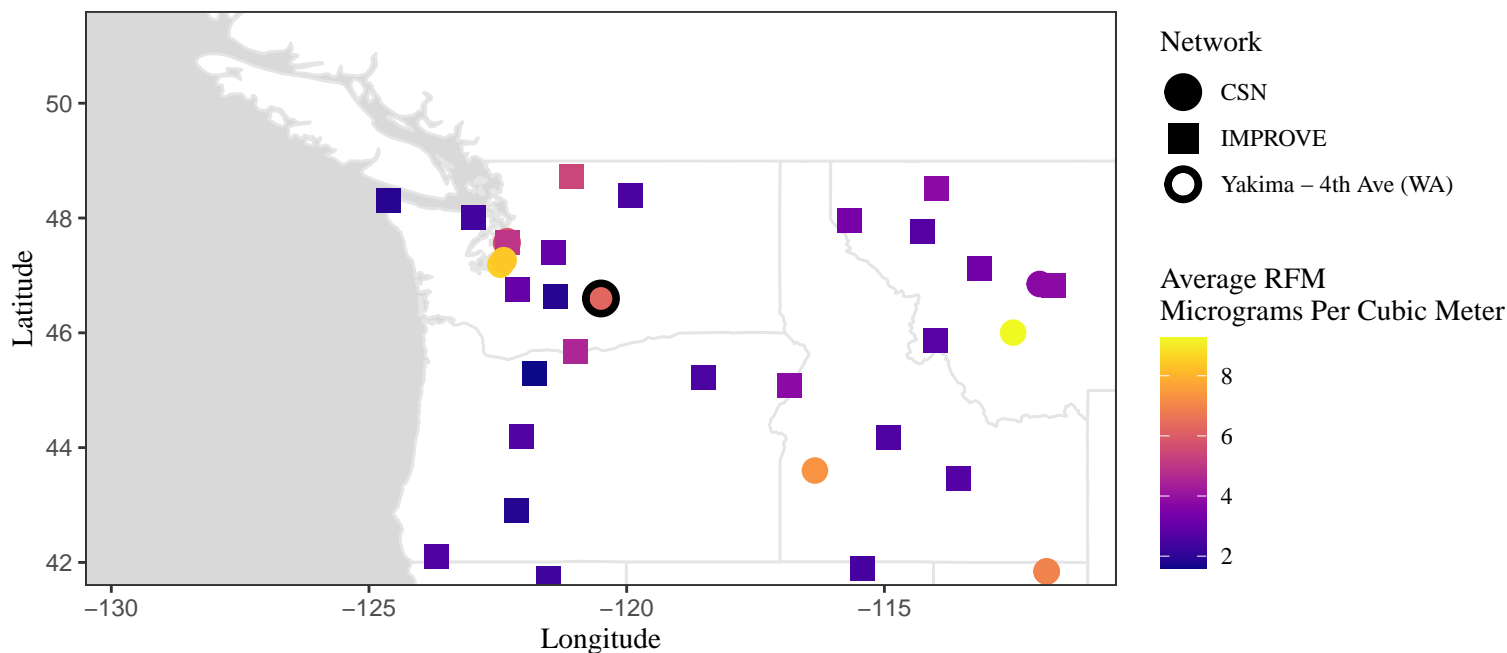 Network
CSN
IMPROVE
Yakima – 4th Ave (WA)
Average RFM
Micrograms Per Cubic Meter
8
6
4
2
Latitude
50
48
46
44
42
−130
−125
−120
−115
Longitude